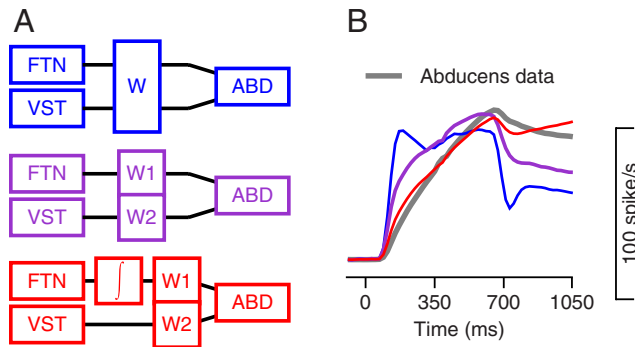 A
FTN
VST
W
ABD
FTN
VST
W1
W2
ABD
FTN
VST
∫
W1
W2
ABD
B
Abducens data
100 spike/s
0 350 700 1050
Time (ms)